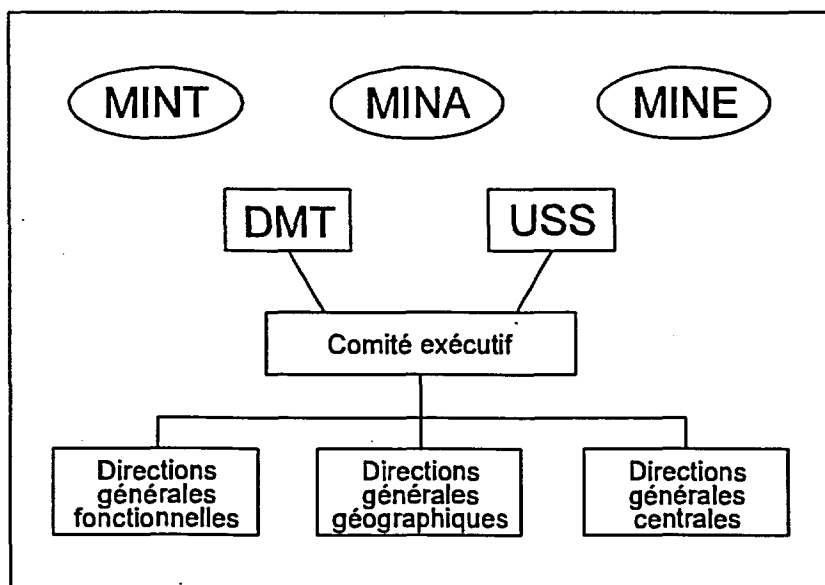 MINT
MINA
MINE
DMT
USS
Comité exécutif
Directions
générales
fonctionnelles
Directions
générales
géographiques
Directions
générales
centrales